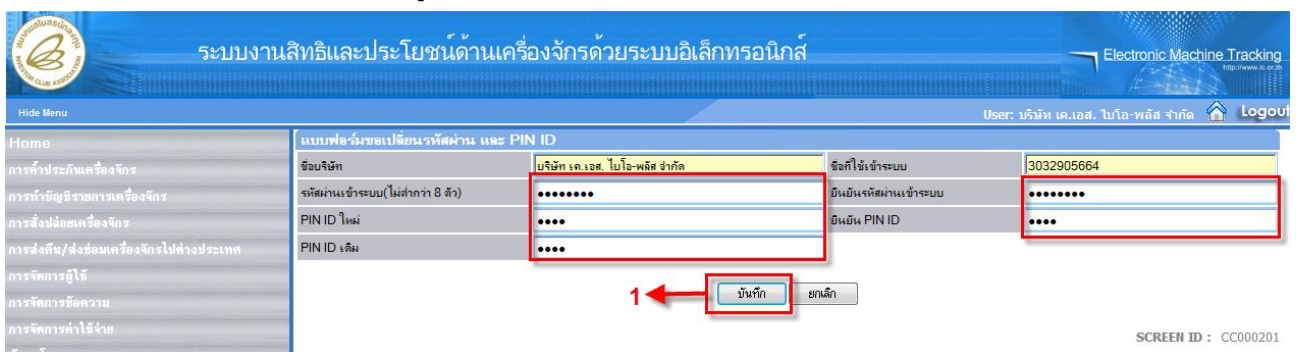 ระบบงานสิทธิและประโยชน์ด้านเครื่องจักรด้วยระบบอิเล็กทรอนิกส์
Electronic Machine Tracking
http://www.ic.or.th
INVESTOR CLUB ASSOCIATION
Hide Menu
User: บริษัท เค.เอส. ไบโอ-พลัส จำกัด Logout
Home
การค้ำประกันเครื่องจักร
การทำบัญชีรายการเครื่องจักร
การสั่งปล่อยเครื่องจักร
การส่งคืน/ส่งซ่อมเครื่องจักรไปต่างประเทศ
การจัดการผู้ใช้
การจัดการข้อความ
การจัดการค่าใช้จ่าย
แบบฟอร์มขอเปลี่ยนรหัสผ่าน และ PIN ID
ชื่อบริษัท บริษัท เค.เอส. ไบโอ-พลัส จำกัด ชื่อที่ใช้เข้าระบบ 3032905664
รหัสผ่านเข้าระบบ(ไม่ต่ำกว่า 8 ตัว) •••••••• ยืนยันรหัสผ่านเข้าระบบ ••••••••
PIN ID ใหม่ •••• ยืนยัน PIN ID ••••
PIN ID เดิม ••••
1 บันทึก ยกเลิก
SCREEN ID : CC000201